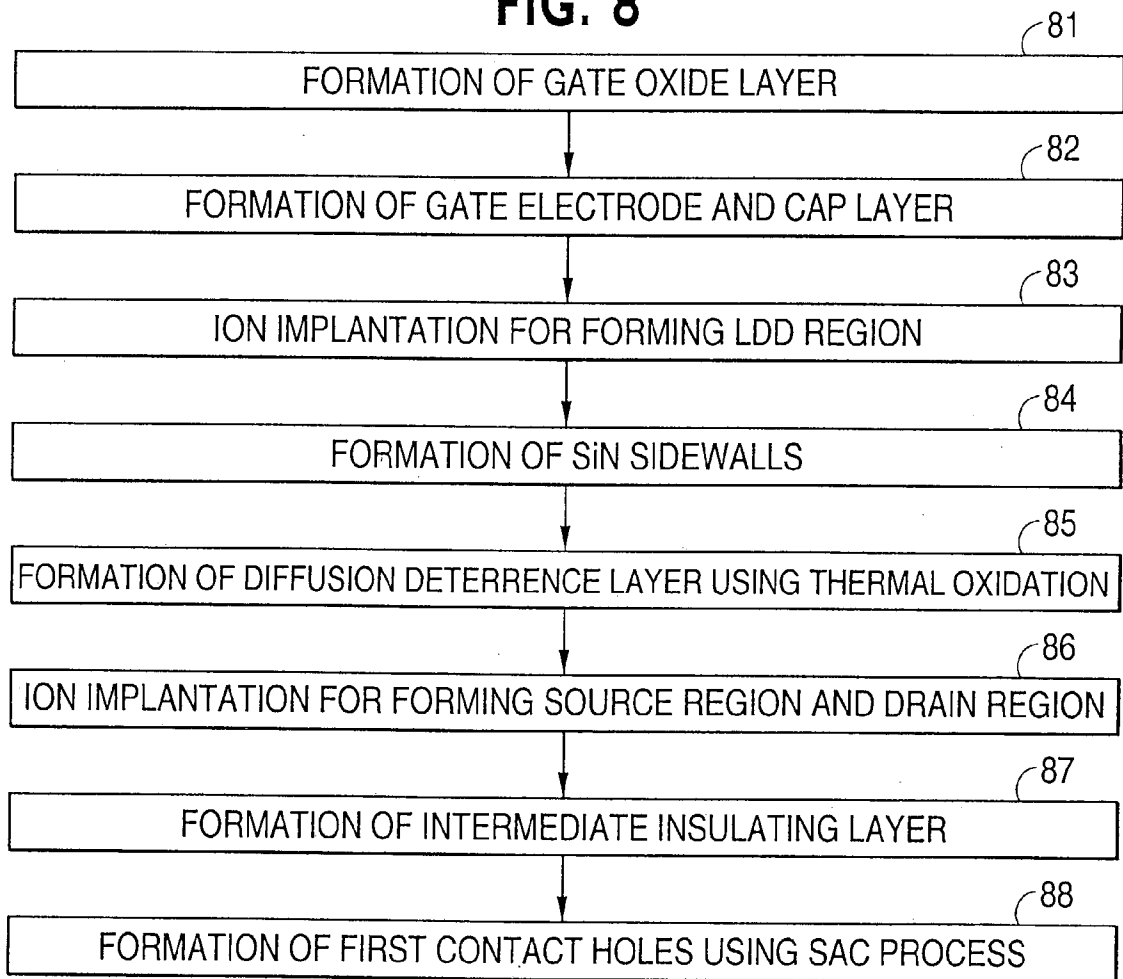 FIG. 8
81
FORMATION OF GATE OXIDE LAYER
82
FORMATION OF GATE ELECTRODE AND CAP LAYER
83
ION IMPLANTATION FOR FORMING LDD REGION
84
FORMATION OF SiN SIDEWALLS
85
FORMATION OF DIFFUSION DETERRENCE LAYER USING THERMAL OXIDATION
86
ION IMPLANTATION FOR FORMING SOURCE REGION AND DRAIN REGION
87
FORMATION OF INTERMEDIATE INSULATING LAYER
88
FORMATION OF FIRST CONTACT HOLES USING SAC PROCESS